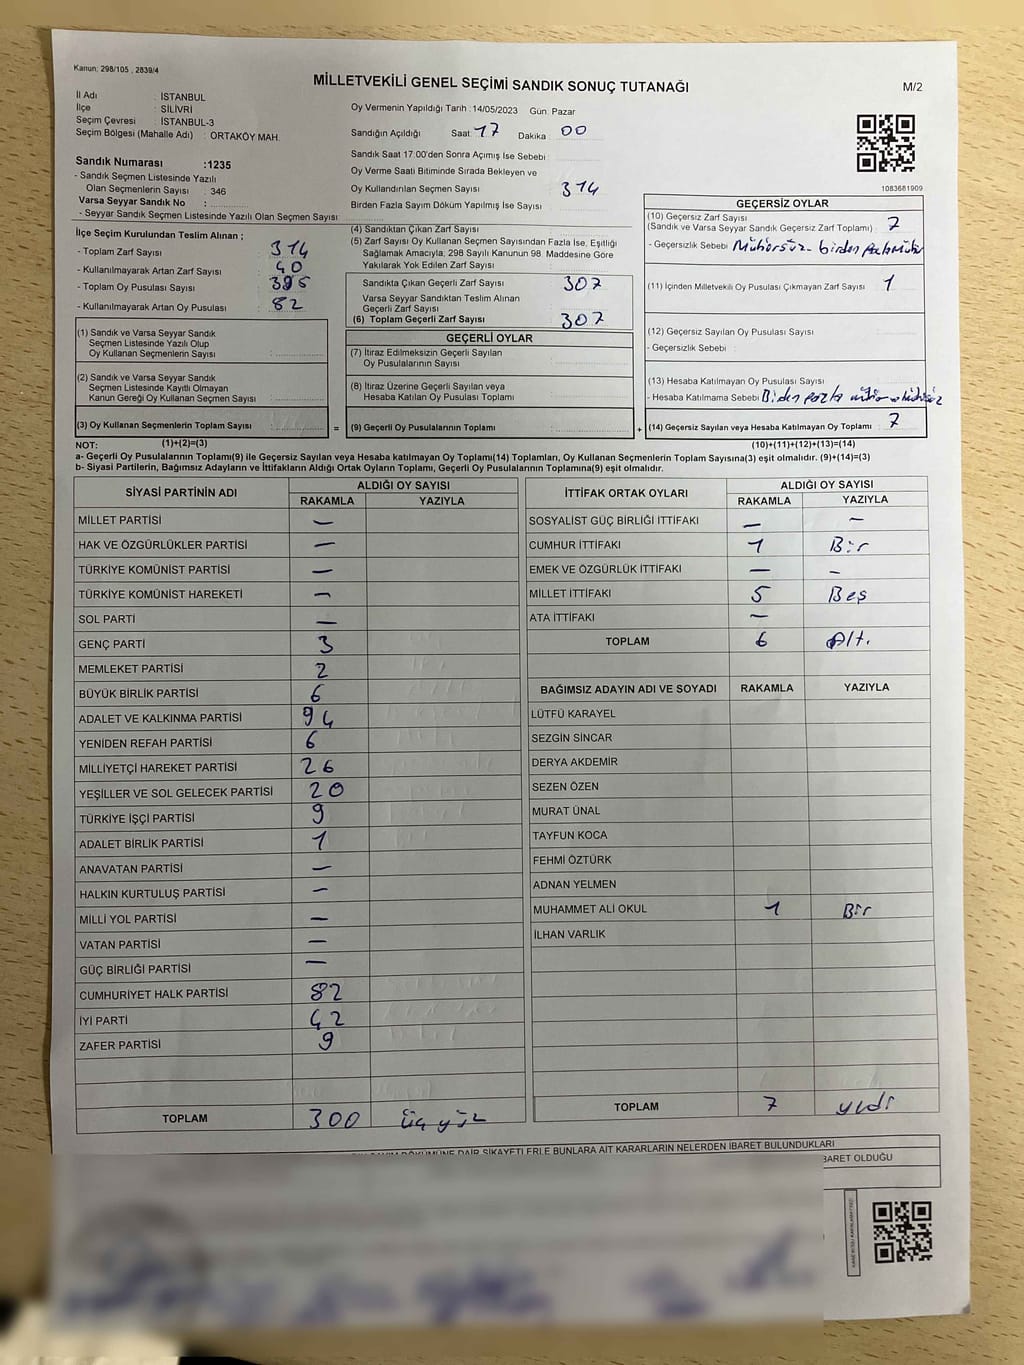 Kanun: 298/105 , 2839/4
MİLLETVEKİLİ GENEL SEÇİMİ SANDIK SONUÇ TUTANAĞI
M/2
İl Adı : İSTANBUL
İlçe : SİLİVRİ
Seçim Çevresi : İSTANBUL-3
Seçim Bölgesi (Mahalle Adı) : ORTAKÖY MAH.
Sandık Numarası :1235
- Sandık Seçmen Listesinde Yazılı
Olan Seçmenlerin Sayısı : 346
Varsa Seyyar Sandık No :
- Seyyar Sandık Seçmen Listesinde Yazılı Olan Seçmen Sayısı:
Oy Vermenin Yapıldığı Tarih : 14/05/2023 Gün: Pazar
Sandığın Açıldığı Saat: 17 Dakika 00
Sandık Saat 17:00'den Sonra Açımış İse Sebebi
Oy Verme Saati Bitiminde Sırada Bekleyen ve
Oy Kullandırılan Seçmen Sayısı 314
Birden Fazla Sayım Döküm Yapılmış İse Sayısı
1083681909
İlçe Seçim Kurulundan Teslim Alınan ;
- Toplam Zarf Sayısı : 314
- Kullanılmayarak Artan Zarf Sayısı : 40
- Toplam Oy Pusulası Sayısı :
- Kullanılmayarak Artan Oy Pusulası : 82
(4) Sandıktan Çıkan Zarf Sayısı
(5) Zarf Sayısı Oy Kullanan Seçmen Sayısından Fazla İse, Eşitliği
Sağlamak Amacıyla, 298 Sayılı Kanunun 98. Maddesine Göre
Yakılarak Yok Edilen Zarf Sayısı
Sandıkta Çıkan Geçerli Zarf Sayısı 307
Varsa Seyyar Sandıktan Teslim Alınan
Geçerli Zarf Sayısı
(6) Toplam Geçerli Zarf Sayısı 307
GEÇERSİZ OYLAR
(10) Geçersiz Zarf Sayısı 7
(Sandık ve Varsa Seyyar Sandık Geçersiz Zarf Toplamı) :
- Geçersizlik Sebebi : Mühürsüz - birden fazla mühür
(11) İçinden Milletvekili Oy Pusulası Çıkmayan Zarf Sayısı 1
(12) Geçersiz Sayılan Oy Pusulası Sayısı
- Geçersizlik Sebebi :
(13) Hesaba Katılmayan Oy Pusulası Sayısı
- Hesaba Katılmama Sebebi : Birden fazla
(14) Geçersiz Sayılan veya Hesaba Katılmayan Oy Toplamı 7
(1) Sandık ve Varsa Seyyar Sandık
Seçmen Listesinde Yazılı Olup
Oy Kullanan Seçmenlerin Sayısı :
(2) Sandık ve Varsa Seyyar Sandık
Seçmen Listesinde Kayıtlı Olmayan
Kanun Gereği Oy Kullanan Seçmen Sayısı :
(3) Oy Kullanan Seçmenlerin Toplam Sayısı =
GEÇERLİ OYLAR
(7) İtiraz Edilmeksizin Geçerli Sayılan
Oy Pusulalarının Sayısı
(8) İtiraz Üzerine Geçerli Sayılan veya
Hesaba Katılan Oy Pusulası Toplamı
(9) Geçerli Oy Pusulalarının Toplamı +
NOT: (1)+(2)=(3) (10)+(11)+(12)+(13)=(14)
a- Geçerli Oy Pusulalarının Toplamı(9) ile Geçersiz Sayılan veya Hesaba katılmayan Oy Toplamı(14) Toplamları, Oy Kullanan Seçmenlerin Toplam Sayısına(3) eşit olmalıdır. (9)+(14)=(3)
b- Siyasi Partilerin, Bağımsız Adayların ve İttifakların Aldığı Ortak Oyların Toplamı, Geçerli Oy Pusulalarının Toplamına(9) eşit olmalıdır.
SİYASİ PARTİNİN ADI ALDIĞI OY SAYISI
RAKAMLA YAZIYLA
MİLLET PARTİSİ —
HAK VE ÖZGÜRLÜKLER PARTİSİ —
TÜRKİYE KOMÜNİST PARTİSİ —
TÜRKİYE KOMÜNİST HAREKETİ —
SOL PARTİ —
GENÇ PARTİ 3
MEMLEKET PARTİSİ 2
BÜYÜK BİRLİK PARTİSİ 6
ADALET VE KALKINMA PARTİSİ 94
YENİDEN REFAH PARTİSİ 6
MİLLİYETÇİ HAREKET PARTİSİ 26
YEŞİLLER VE SOL GELECEK PARTİSİ 20
TÜRKİYE İŞÇİ PARTİSİ 9
ADALET BİRLİK PARTİSİ 1
ANAVATAN PARTİSİ —
HALKIN KURTULUŞ PARTİSİ —
MİLLİ YOL PARTİSİ —
VATAN PARTİSİ —
GÜÇ BİRLİĞİ PARTİSİ —
CUMHURİYET HALK PARTİSİ 82
İYİ PARTİ 42
ZAFER PARTİSİ 9
TOPLAM 300 üç yüz
İTTİFAK ORTAK OYLARI ALDIĞI OY SAYISI
RAKAMLA YAZIYLA
SOSYALİST GÜÇ BİRLİĞİ İTTİFAKI — —
CUMHUR İTTİFAKI 1 Bir
EMEK VE ÖZGÜRLÜK İTTİFAKI — —
MİLLET İTTİFAKI 5 Beş
ATA İTTİFAKI —
TOPLAM 6 Altı
BAĞIMSIZ ADAYIN ADI VE SOYADI RAKAMLA YAZIYLA
LÜTFÜ KARAYEL
SEZGİN SİNCAR
DERYA AKDEMİR
SEZEN ÖZEN
MURAT ÜNAL
TAYFUN KOCA
FEHMİ ÖZTÜRK
ADNAN YELMEN
MUHAMMET ALİ OKUL 1 Bir
İLHAN VARLIK
TOPLAM 7 yedi
DÖKÜMÜNE DAİR ŞİKAYETLERLE BUNLARA AİT KARARLARIN NELERDEN İBARET BULUNDUKLARI
İBARET OLDUĞU